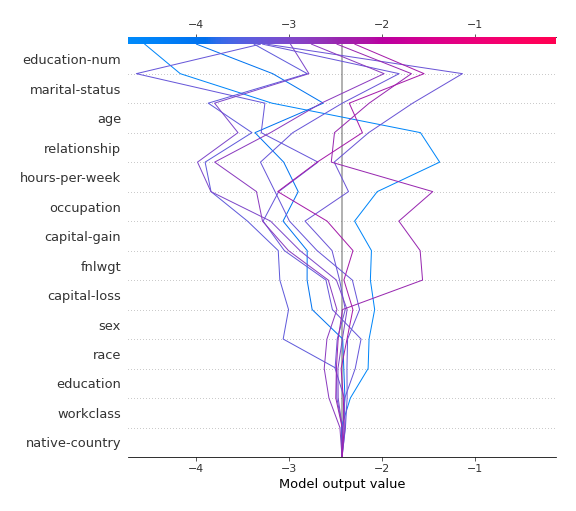 −4 −3 −2 −1
education-num
marital-status
age
relationship
hours-per-week
occupation
capital-gain
fnlwgt
capital-loss
sex
race
education
workclass
native-country
−4 −3 −2 −1
Model output value